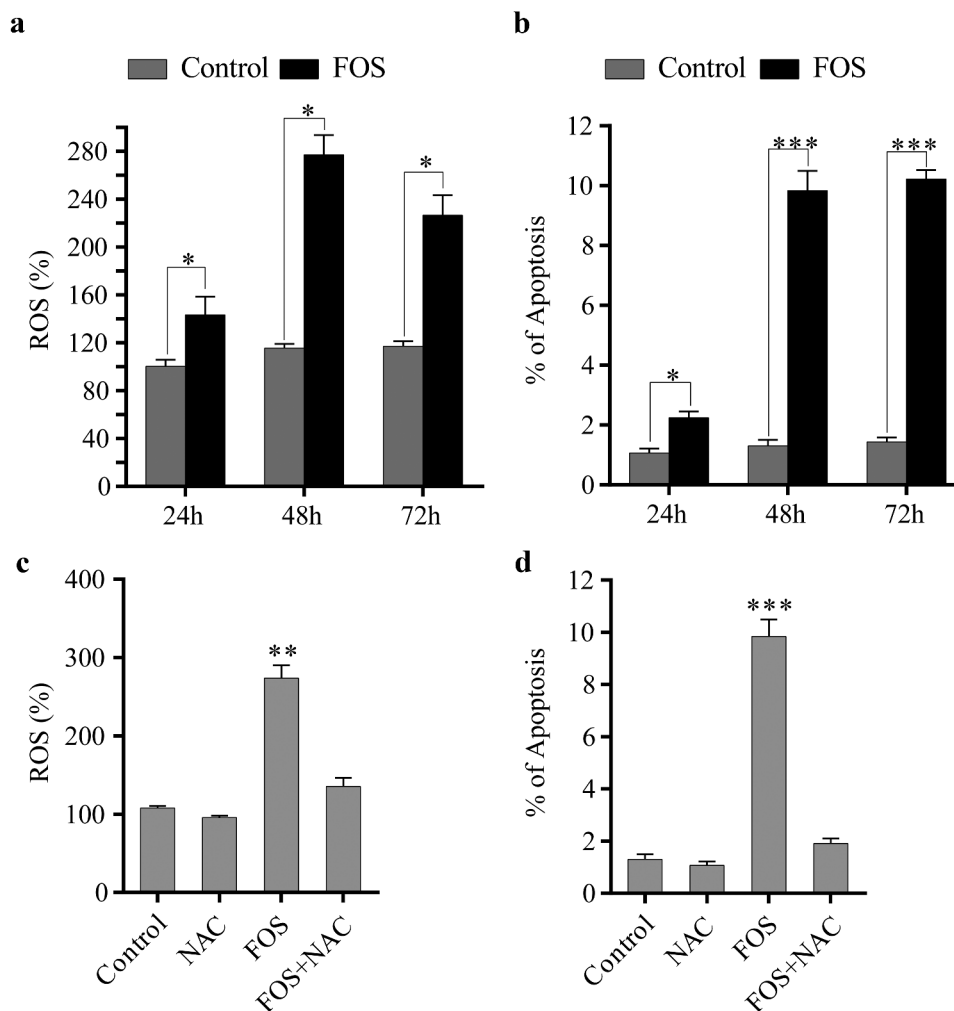 a
Control FOS
ROS (%)
280
240
200
160
120
80
40
0
*
*
*
24h 48h 72h
b
Control FOS
% of Apoptosis
12
10
8
6
4
2
0
*
***
***
24h 48h 72h
c
ROS (%)
400
300
200
100
0
**
Control NAC FOS FOS+NAC
d
% of Apoptosis
12
10
8
6
4
2
0
***
Control NAC FOS FOS+NAC